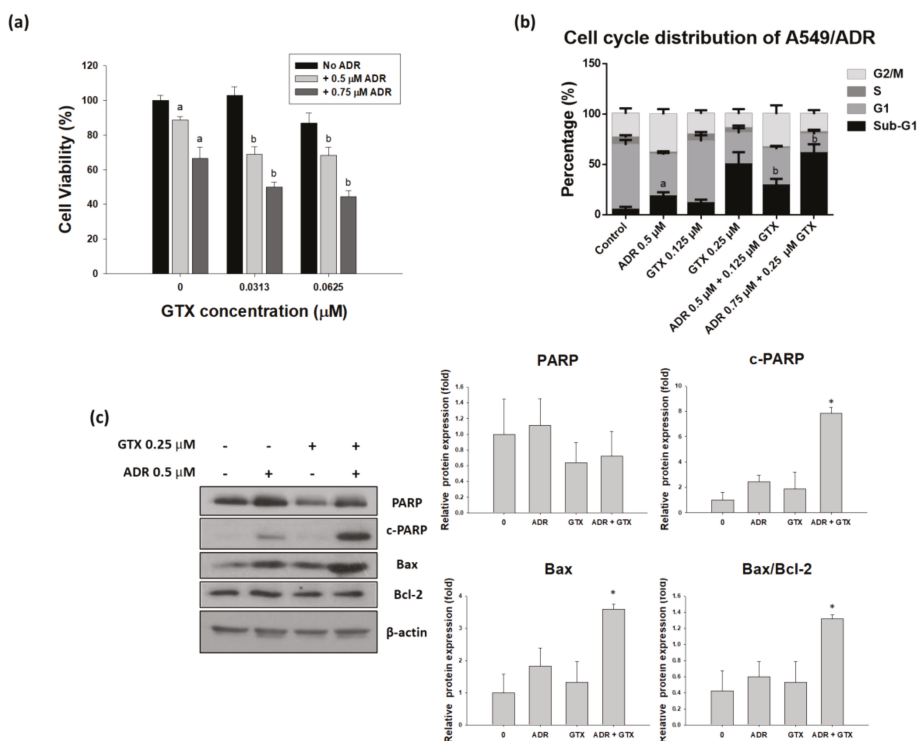 (a)
Cell Viability (%)
120
100
80
60
40
20
0
No ADR
+ 0.5 μM ADR
+ 0.75 μM ADR
a
a
b
b
b
b
0
0.0313
0.0625
GTX concentration (μM)
(b)
Cell cycle distribution of A549/ADR
Percentage (%)
150
100
50
0
G2/M
S
G1
Sub-G1
a
b
b
Control
ADR 0.5 μM
GTX 0.125 μM
GTX 0.25 μM
ADR 0.5 μM + 0.125 μM GTX
ADR 0.75 μM + 0.25 μM GTX
(c)
GTX 0.25 μM - - + +
ADR 0.5 μM - + - +
PARP
c-PARP
Bax
Bcl-2
β-actin
PARP
Relative protein expression (fold)
1.6
1.4
1.2
1.0
0.8
0.6
0.4
0.2
0.0
0 ADR GTX ADR + GTX
c-PARP
Relative protein expression (fold)
10
8
6
4
2
0
*
0 ADR GTX ADR + GTX
Bax
Relative protein expression (fold)
4
3
2
1
0
*
0 ADR GTX ADR + GTX
Bax/Bcl-2
Relative protein expression (fold)
1.6
1.4
1.2
1.0
0.8
0.6
0.4
0.2
0.0
*
0 ADR GTX ADR + GTX